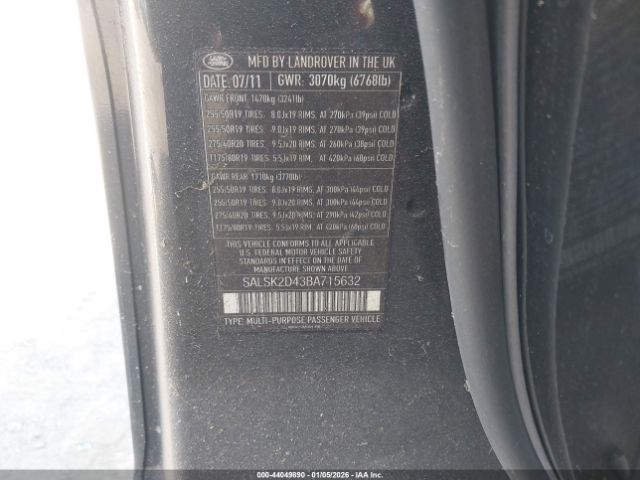 LAND ROVER
MFD BY LANDROVER IN THE UK
DATE: 07/11 GWR: 3070kg (6768lb)
GAWR FRONT: 1470kg (3241lb)
255/50R19 TIRES, 8.0Jx19 RIMS, AT 270kPa (39psi) COLD
255/50R19 TIRES, 9.0Jx19 RIMS, AT 270kPa (39psi) COLD
275/40R20 TIRES, 9.5Jx20 RIMS, AT 260kPa (38psi) COLD
T175/80R19 TIRES, 5.5Jx19 RIM, AT 420kPa (60psi) COLD
GAWR REAR: 1710kg (3770lb)
255/50R19 TIRES, 8.0Jx19 RIMS, AT 300kPa (44psi) COLD
255/50R19 TIRES, 9.0Jx19 RIMS, AT 300kPa (44psi) COLD
275/40R20 TIRES, 9.5Jx20 RIMS, AT 290kPa (42psi) COLD
T175/80R19 TIRES, 5.5Jx19 RIM, AT 420kPa (60psi) COLD
THIS VEHICLE CONFORMS TO ALL APPLICABLE
U.S. FEDERAL MOTOR VEHICLE SAFETY
STANDARDS IN EFFECT ON THE DATE OF
MANUFACTURE SHOWN ABOVE
SALSK2D43BA715632
TYPE: MULTI-PURPOSE PASSENGER VEHICLE
000-44049890 - 01/05/2026 - IAA Inc.